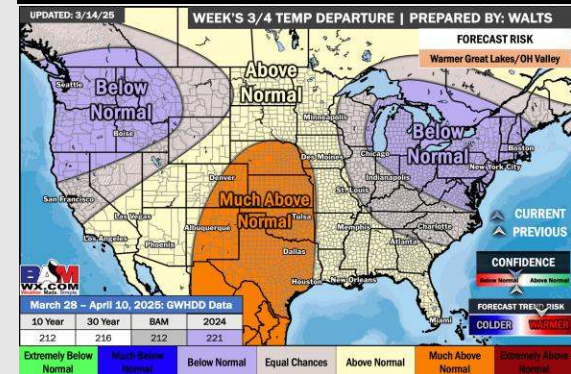 UPDATED: 3/14/25
WEEK'S 3/4 TEMP DEPARTURE | PREPARED BY: WALTS
FORECAST RISK
Warmer Great Lakes/OH Valley
Above
Normal
Seattle
Below
Normal
Boise
Minneapolis
Below
Normal
Boston
Chicago
New York City
Des Moines
Indianapolis
San Francisco
Denver
St. Louis
Much Above
Normal
Las Vegas
Tulsa
Albuquerque
Charlotte
Memphis
Atlanta
Los Angeles
Phoenix
Dallas
Houston
New Orleans
Miami
CURRENT
PREVIOUS
CONFIDENCE
Below Normal Above Normal
FORECAST TREND RISK
COLDER WARMER
BAM
WX.COM
Weather Made Simple
March 28 – April 10, 2025: GWHDD Data
10 Year 30 Year BAM 2024
212 216 212 221
Extremely Below Normal
Much Below Normal
Below Normal
Equal Chances
Above Normal
Much Above Normal
Extremely Above Normal